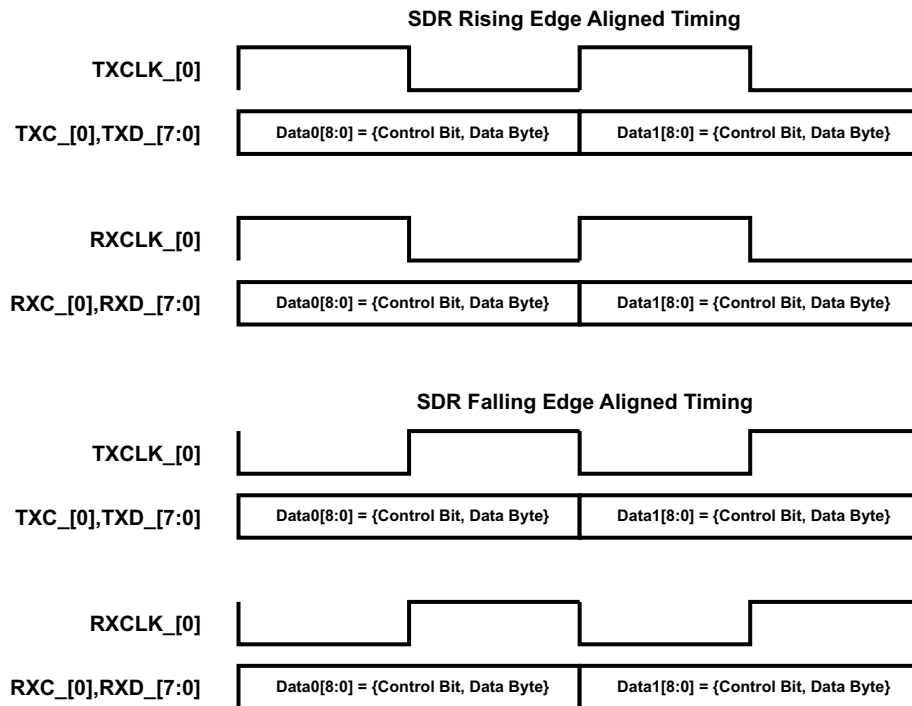 SDR Rising Edge Aligned Timing
TXCLK_[0]
TXC_[0],TXD_[7:0] Data0[8:0] = {Control Bit, Data Byte} Data1[8:0] = {Control Bit, Data Byte}
RXCLK_[0]
RXC_[0],RXD_[7:0] Data0[8:0] = {Control Bit, Data Byte} Data1[8:0] = {Control Bit, Data Byte}
SDR Falling Edge Aligned Timing
TXCLK_[0]
TXC_[0],TXD_[7:0] Data0[8:0] = {Control Bit, Data Byte} Data1[8:0] = {Control Bit, Data Byte}
RXCLK_[0]
RXC_[0],RXD_[7:0] Data0[8:0] = {Control Bit, Data Byte} Data1[8:0] = {Control Bit, Data Byte}